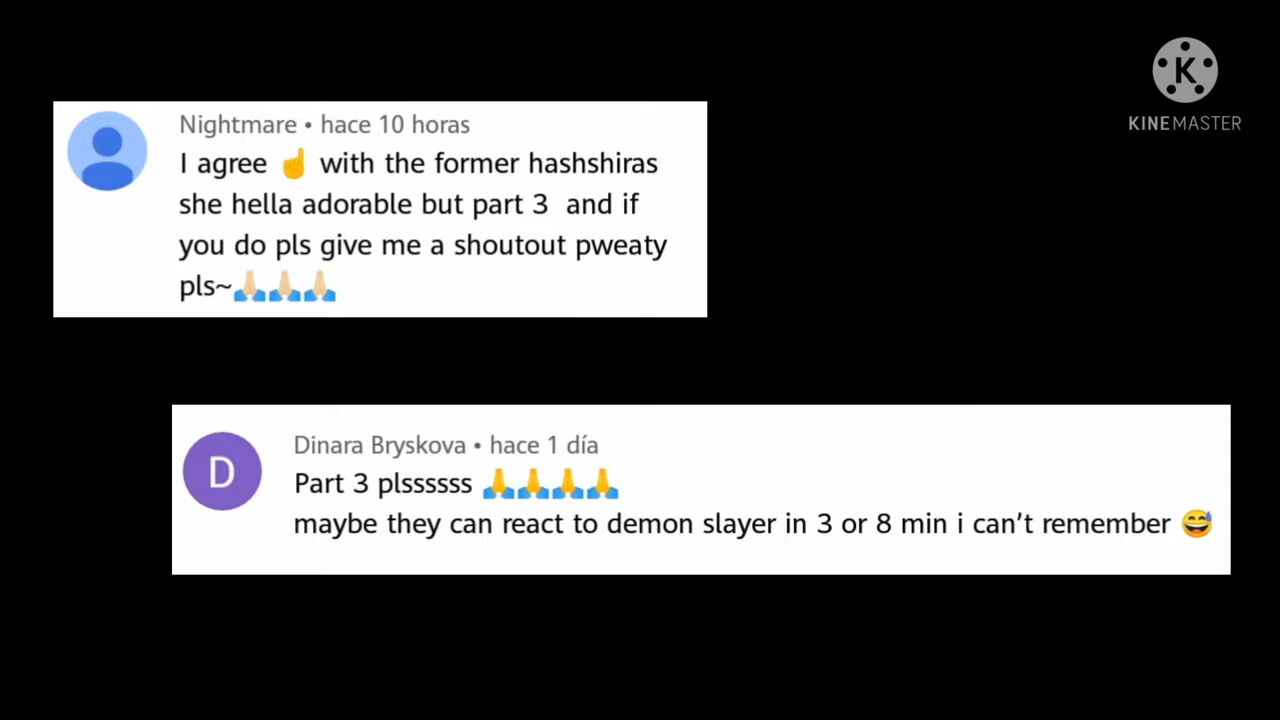 K
KINEMASTER
Nightmare • hace 10 horas
I agree ☝️ with the former hashshiras
she hella adorable but part 3  and if
you do pls give me a shoutout pweaty
pls~🙏🏻🙏🏻🙏🏻
D
Dinara Bryskova • hace 1 día
Part 3 plssssss 🙏🙏🙏🙏
maybe they can react to demon slayer in 3 or 8 min i can’t remember 😅